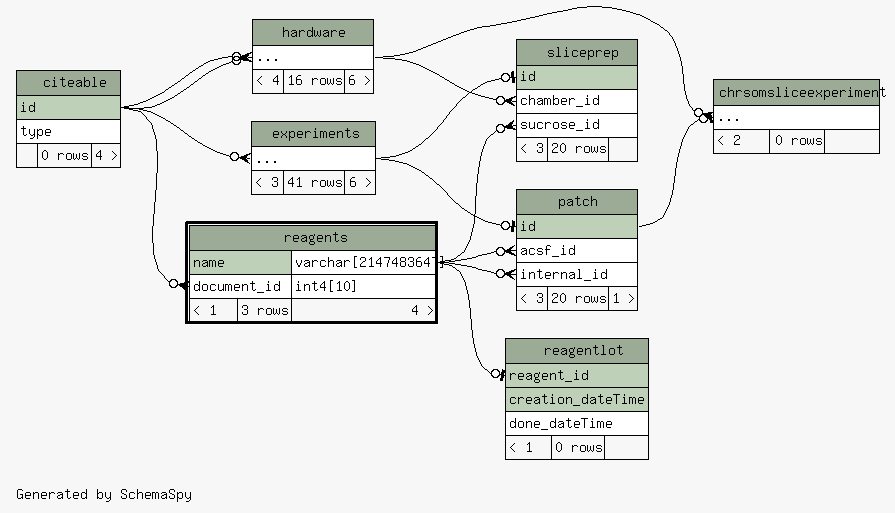 hardware
...
< 4 16 rows 6 >
citeable
id
type
0 rows 4 >
experiments
...
< 3 41 rows 6 >
sliceprep
id
chamber_id
sucrose_id
< 3 20 rows
chrsomsliceexperiment
...
< 2 0 rows
patch
id
acsf_id
internal_id
< 3 20 rows 1 >
reagents
name varchar[2147483647]
document_id int4[10]
< 1 3 rows 4 >
reagentlot
reagent_id
creation_dateTime
done_dateTime
< 1 0 rows
Generated by SchemaSpy